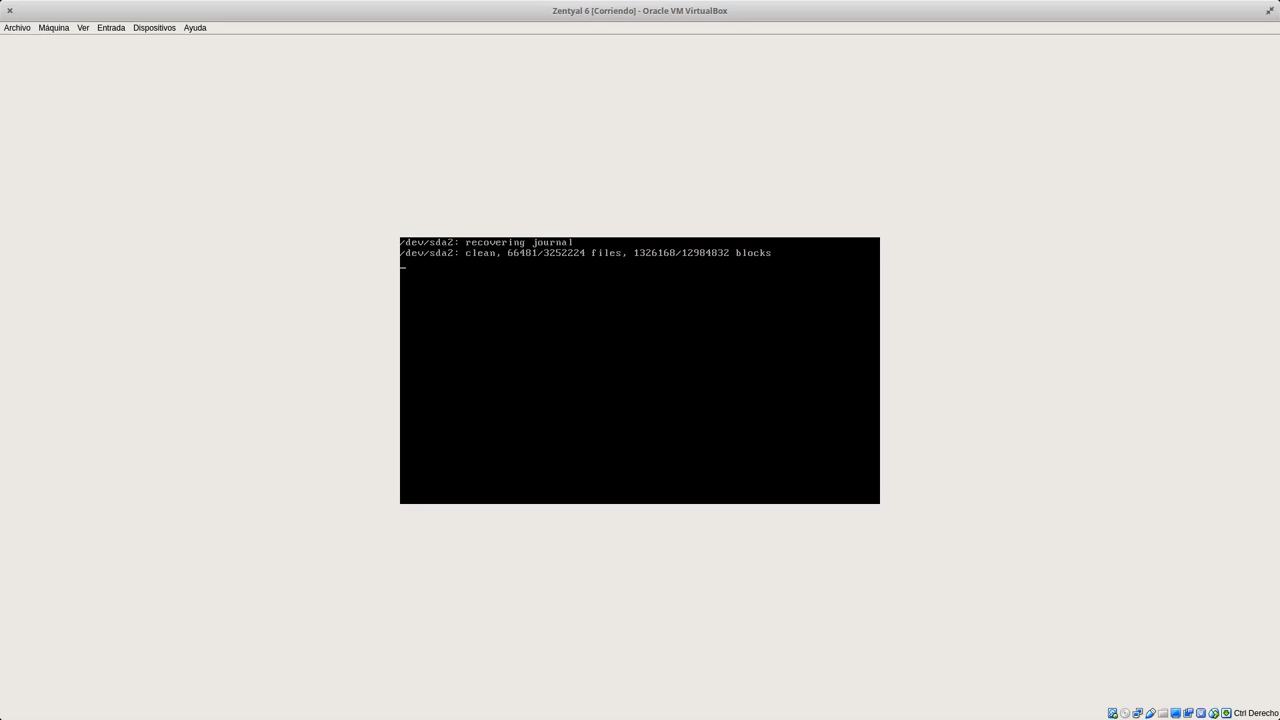 Zentyal 6 [Corriendo] - Oracle VM VirtualBox
Archivo Máquina Ver Entrada Dispositivos Ayuda
/dev/sda2: recovering journal
/dev/sda2: clean, 66481/3252224 files, 1326168/12984832 blocks
Ctrl Derecho